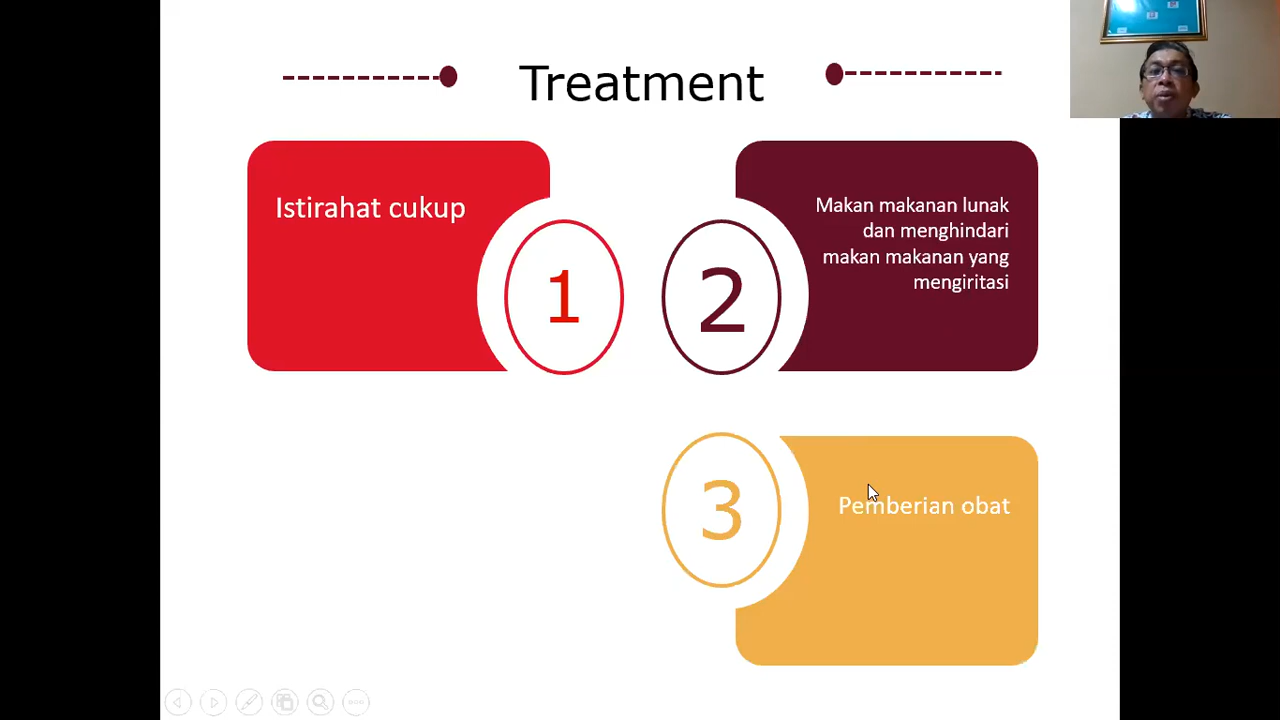 Treatment
Istirahat cukup
1
2
Makan makanan lunak
dan menghindari
makan makanan yang
mengiritasi
3
Pemberian obat